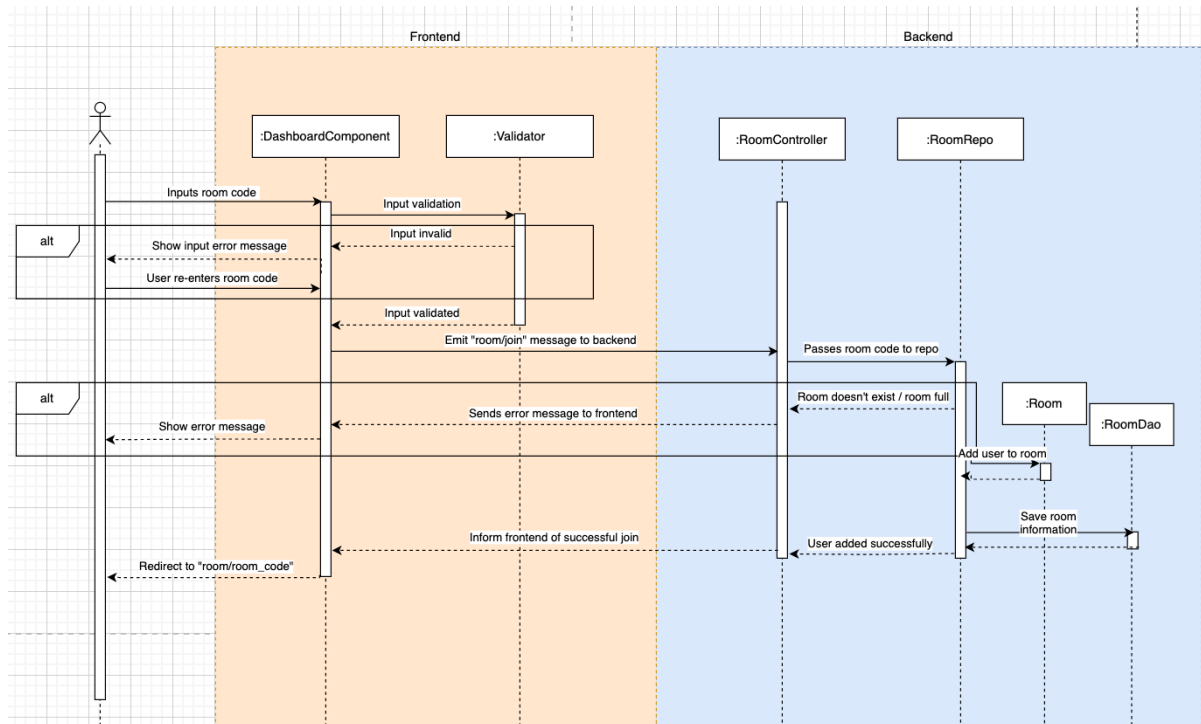 Frontend
Backend
:DashboardComponent
:Validator
:RoomController
:RoomRepo
Inputs room code
Input validation
alt
Input invalid
Show input error message
User re-enters room code
Input validated
Emit "room/join" message to backend
Passes room code to repo
alt
Room doesn't exist / room full
:Room
Sends error message to frontend
:RoomDao
Show error message
Add user to room
Save room
information
Inform frontend of successful join
User added successfully
Redirect to "room/room_code"